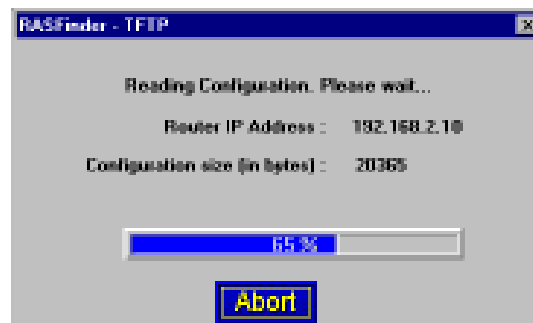 RASFinder - TFTP
Reading Configuration. Please wait...
Router IP Address : 192.168.2.10
Configuration size (in bytes) : 20365
65 %
Abort